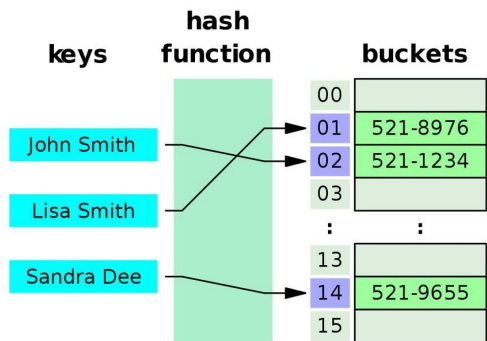 keys
hash
function
buckets
John Smith
Lisa Smith
Sandra Dee
00
01 521-8976
02 521-1234
03
: :
13
14 521-9655
15